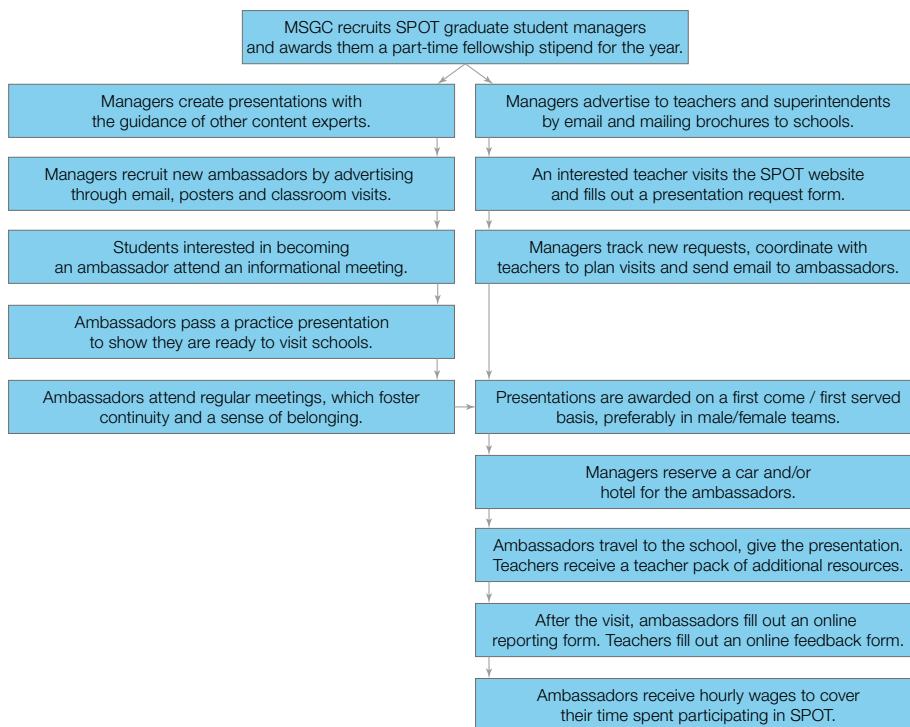 MSGC recruits SPOT graduate student managers
and awards them a part-time fellowship stipend for the year.
Managers create presentations with
the guidance of other content experts.
Managers recruit new ambassadors by advertising
through email, posters and classroom visits.
Students interested in becoming
an ambassador attend an informational meeting.
Ambassadors pass a practice presentation
to show they are ready to visit schools.
Ambassadors attend regular meetings, which foster
continuity and a sense of belonging.
Managers advertise to teachers and superintendents
by email and mailing brochures to schools.
An interested teacher visits the SPOT website
and fills out a presentation request form.
Managers track new requests, coordinate with
teachers to plan visits and send email to ambassadors.
Presentations are awarded on a first come / first served
basis, preferably in male/female teams.
Managers reserve a car and/or
hotel for the ambassadors.
Ambassadors travel to the school, give the presentation.
Teachers receive a teacher pack of additional resources.
After the visit, ambassadors fill out an online
reporting form. Teachers fill out an online feedback form.
Ambassadors receive hourly wages to cover
their time spent participating in SPOT.